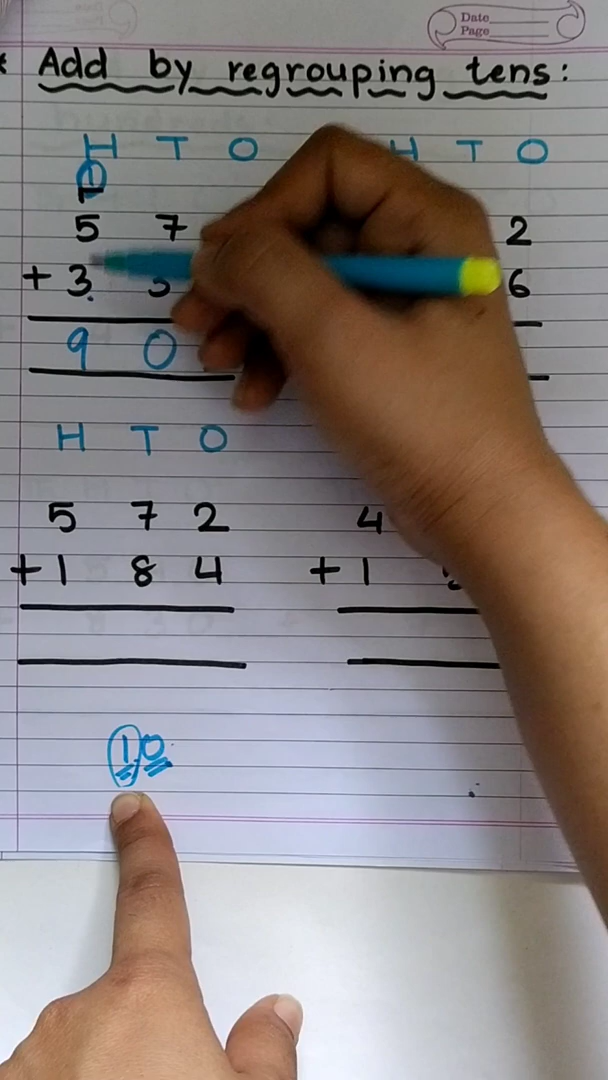 Date
Page
Add by regrouping tens:
H T O H T O
1
5 7 2
+ 3 3 6
9 0
H T O
5 7 2 4
+ 1 8 4 + 1
10